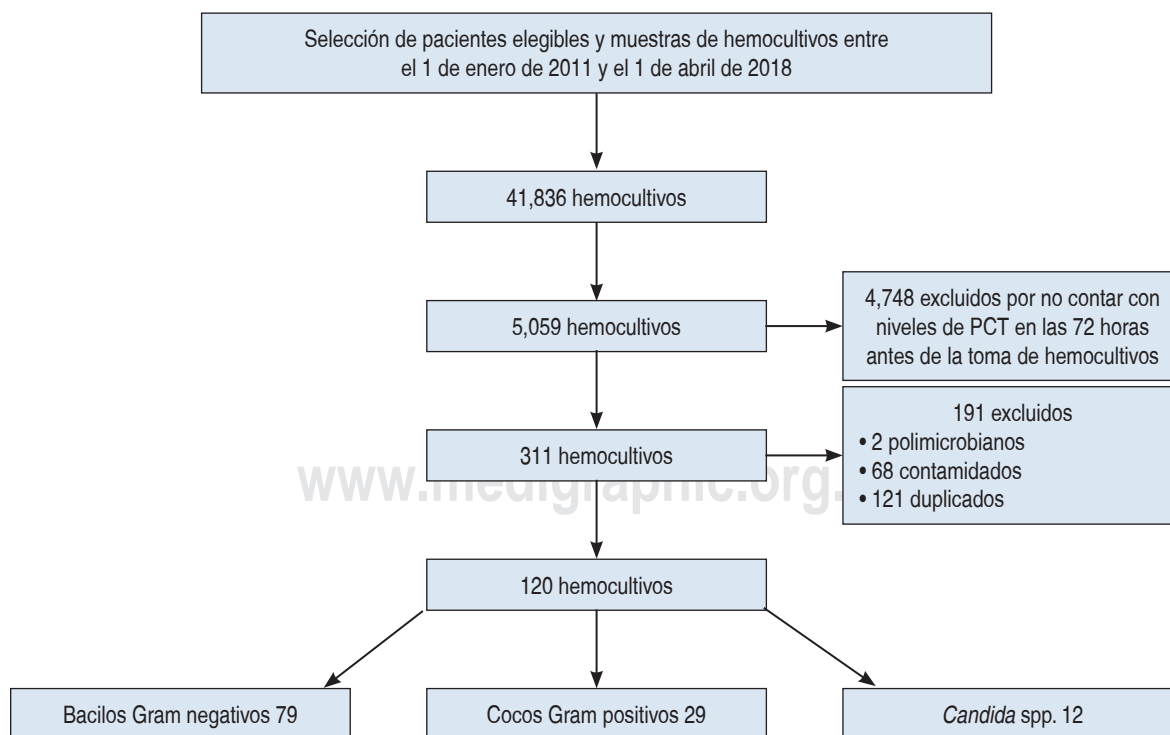 Selección de pacientes elegibles y muestras de hemocultivos entre
el 1 de enero de 2011 y el 1 de abril de 2018
41,836 hemocultivos
5,059 hemocultivos
4,748 excluidos por no contar con
niveles de PCT en las 72 horas
antes de la toma de hemocultivos
311 hemocultivos
191 excluidos
• 2 polimicrobianos
• 68 contamidados
• 121 duplicados
www.medigraphic.org.
120 hemocultivos
Bacilos Gram negativos 79
Cocos Gram positivos 29
Candida spp. 12